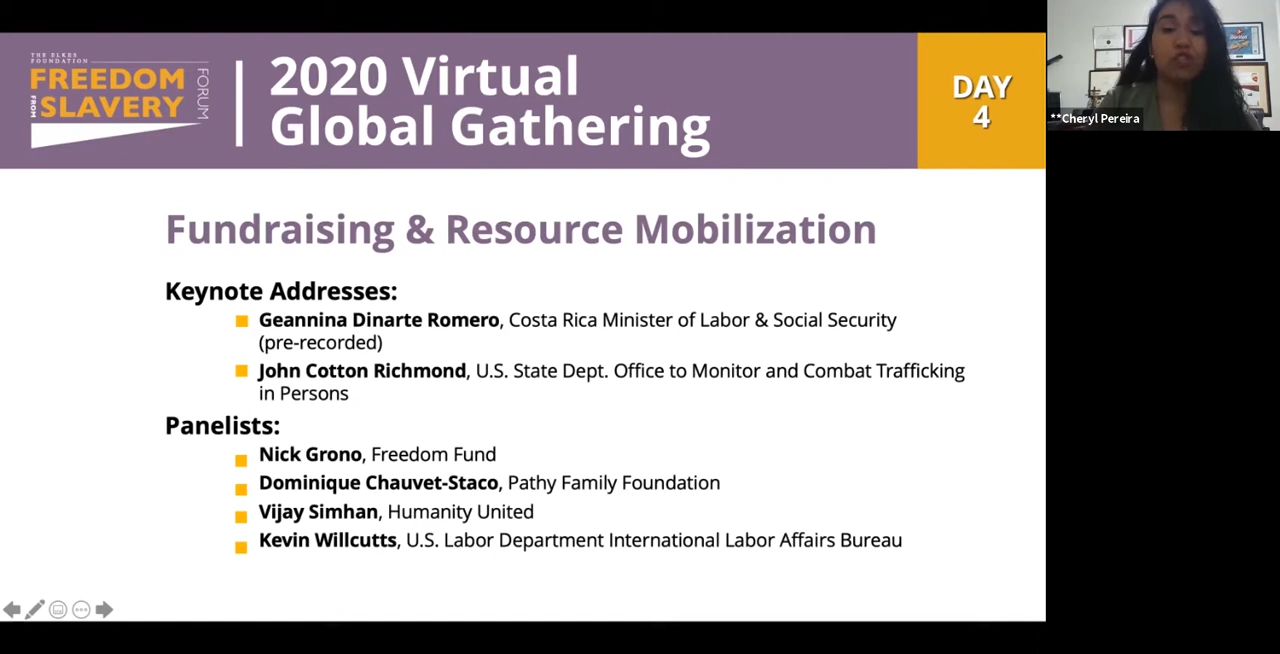 THE ELKES
FOUNDATION
FREEDOM
FROM
SLAVERY
FORUM
2020 Virtual
Global Gathering
DAY
4
**Cheryl Pereira
Fundraising & Resource Mobilization
Keynote Addresses:
Geannina Dinarte Romero, Costa Rica Minister of Labor & Social Security
(pre-recorded)
John Cotton Richmond, U.S. State Dept. Office to Monitor and Combat Trafficking
in Persons
Panelists:
Nick Grono, Freedom Fund
Dominique Chauvet-Staco, Pathy Family Foundation
Vijay Simhan, Humanity United
Kevin Willcutts, U.S. Labor Department International Labor Affairs Bureau